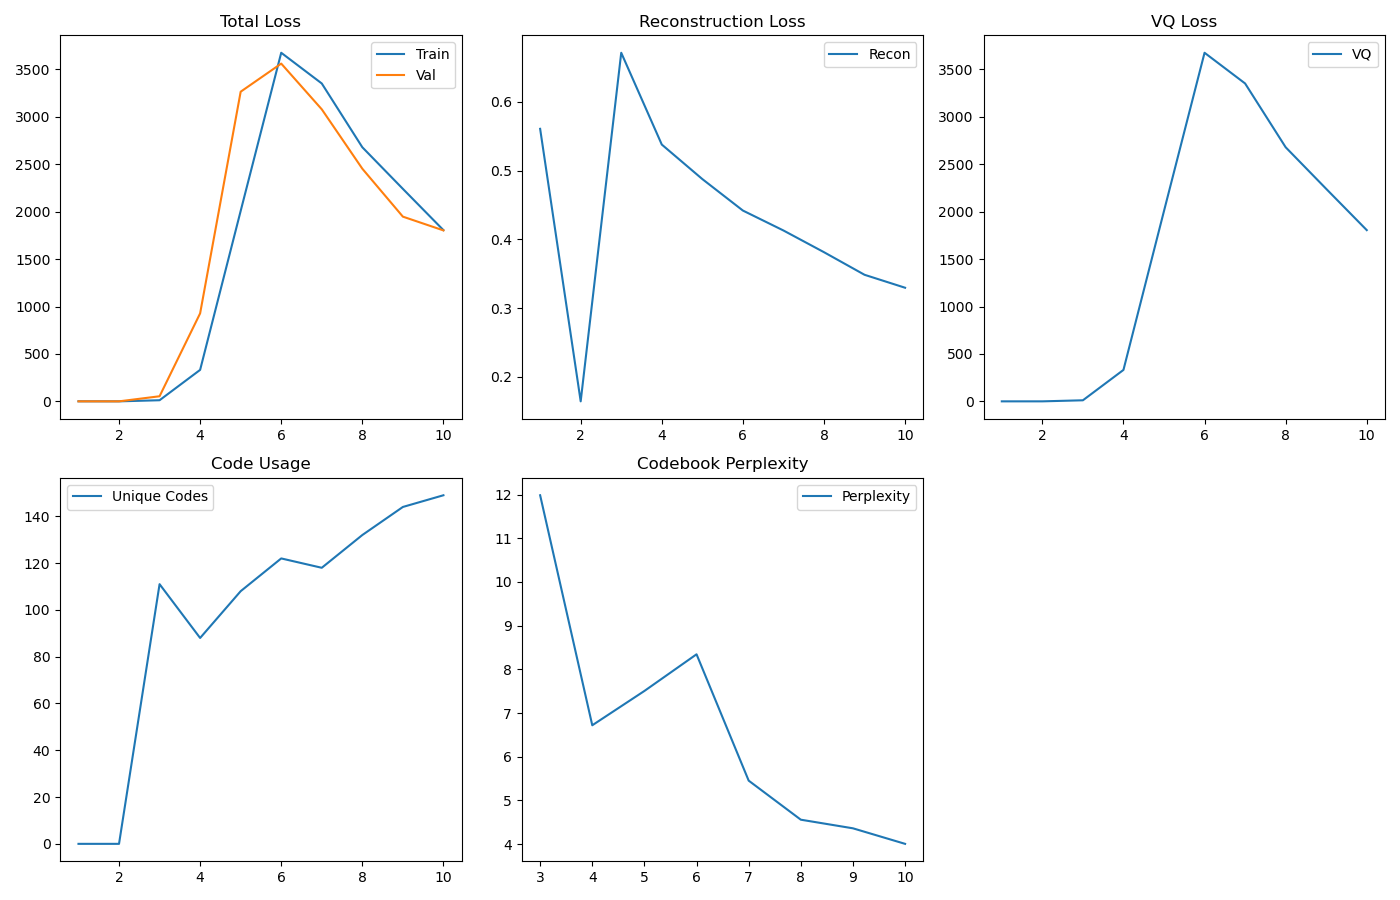 Total Loss
Train
Val
3500
3000
2500
2000
1500
1000
500
0
2 4 6 8 10
Reconstruction Loss
Recon
0.6
0.5
0.4
0.3
0.2
2 4 6 8 10
VQ Loss
VQ
3500
3000
2500
2000
1500
1000
500
0
2 4 6 8 10
Code Usage
Unique Codes
140
120
100
80
60
40
20
0
2 4 6 8 10
Codebook Perplexity
Perplexity
12
11
10
9
8
7
6
5
4
3 4 5 6 7 8 9 10